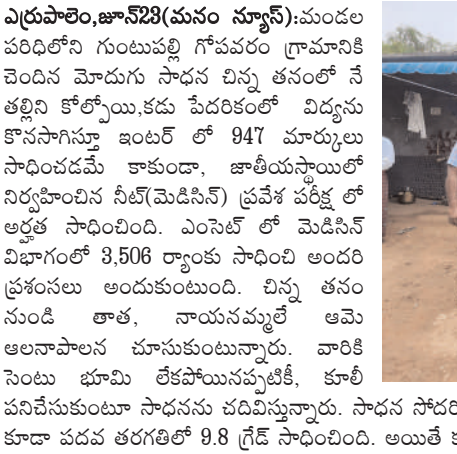 ఎర్రుపాలెం,జూన్23(మనం న్యూస్):మండల
పరిధిలోని గుంటుపల్లి గోపవరం గ్రామానికి
చెందిన మోదుగు సాధన చిన్న తనంలో నే
తల్లిని కోల్పోయి,కడు పేదరికంలో విద్యను
కొనసాగిస్తూ ఇంటర్ లో 947 మార్కులు
సాధించడమే కాకుండా, జాతీయస్థాయిలో
నిర్వహించిన నీట్(మెడిసిన్) ప్రవేశ పరీక్ష లో
అర్హత సాధించింది. ఎంసెట్ లో మెడిసిన్
విభాగంలో 3,506 ర్యాంకు సాధించి అందరి
ప్రశంసలు అందుకుంటుంది. చిన్న తనం
నుండి తాత, నాయనమ్మలే ఆమె
ఆలనాపాలన చూసుకుంటున్నారు. వారికి
సెంటు భూమి లేకపోయినప్పటికీ, కూలీ
పనిచేసుకుంటూ సాధనను చదివిస్తున్నారు. సాధన సోదరి
కూడా పదవ తరగతిలో 9.8 గ్రేడ్ సాధించింది. అయితే